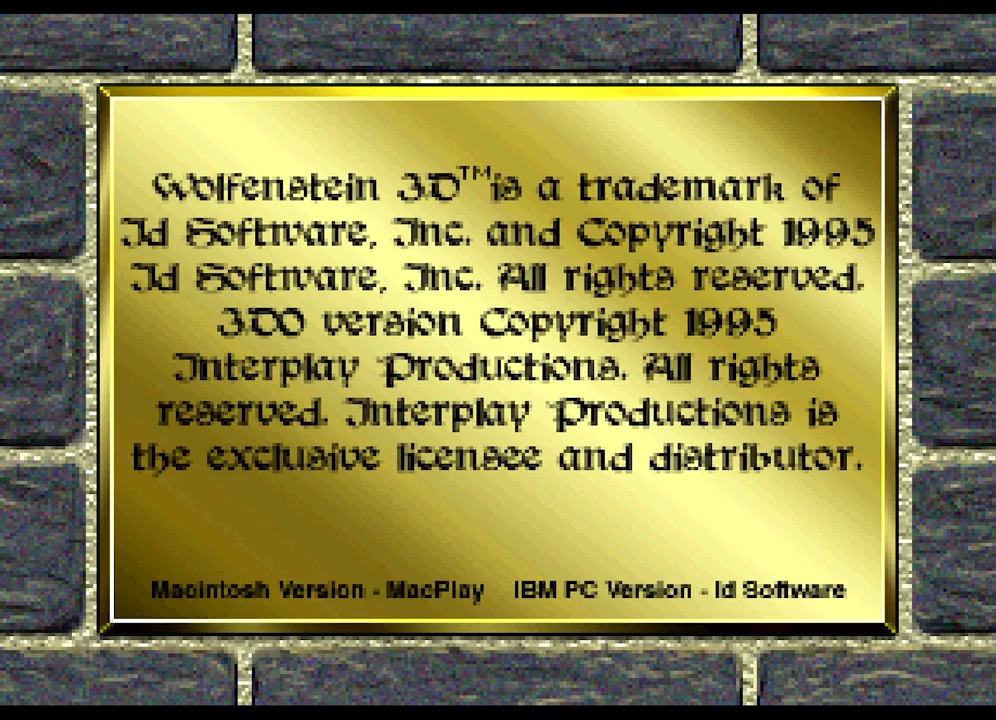 Wolfenstein 3D™ is a trademark of
Id Software, Inc. and Copyright 1995
Id Software, Inc. All rights reserved.
3DO version Copyright 1995
Interplay Productions. All rights
reserved. Interplay Productions is
the exclusive licensee and distributor.
Macintosh Version - MacPlay IBM PC Version - Id Software